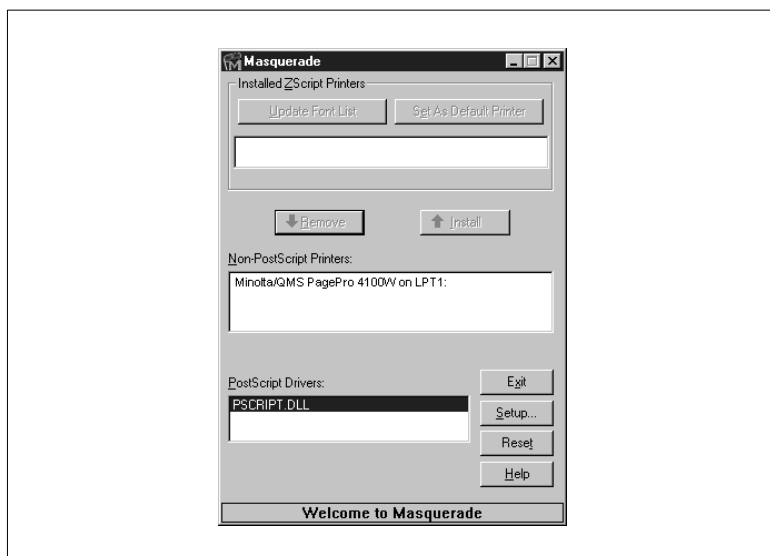 Masquerade
Installed ZScript Printers
Update Font List Set As Default Printer
Remove Install
Non-PostScript Printers:
Minolta/QMS PagePro 4100W on LPT1:
PostScript Drivers:
Exit
PSCRIPT.DLL
Setup...
Reset
Help
Welcome to Masquerade